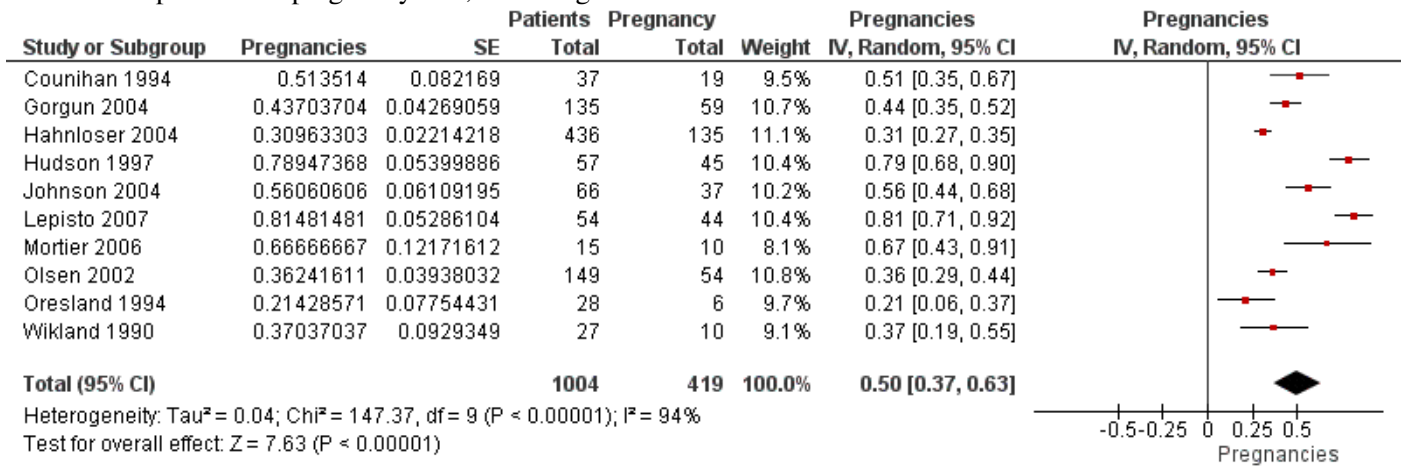 Patients Pregnancy Pregnancies Pregnancies
Study or Subgroup Pregnancies SE Total Total Weight IV, Random, 95% CI IV, Random, 95% CI
Counihan 1994 0.513514 0.082169 37 19 9.5% 0.51 [0.35, 0.67]
Gorgun 2004 0.43703704 0.04269059 135 59 10.7% 0.44 [0.35, 0.52]
Hahnloser 2004 0.30963303 0.02214218 436 135 11.1% 0.31 [0.27, 0.35]
Hudson 1997 0.78947368 0.05399886 57 45 10.4% 0.79 [0.68, 0.90]
Johnson 2004 0.56060606 0.06109195 66 37 10.2% 0.56 [0.44, 0.68]
Lepisto 2007 0.81481481 0.05286104 54 44 10.4% 0.81 [0.71, 0.92]
Mortier 2006 0.66666667 0.12171612 15 10 8.1% 0.67 [0.43, 0.91]
Olsen 2002 0.36241611 0.03938032 149 54 10.8% 0.36 [0.29, 0.44]
Oresland 1994 0.21428571 0.07754431 28 6 9.7% 0.21 [0.06, 0.37]
Wikland 1990 0.37037037 0.0929349 27 10 9.1% 0.37 [0.19, 0.55]
Total (95% CI) 1004 419 100.0% 0.50 [0.37, 0.63]
Heterogeneity: Tau² = 0.04; Chi² = 147.37, df = 9 (P < 0.00001); I² = 94%
Test for overall effect: Z = 7.63 (P < 0.00001)
-0.5 -0.25 0 0.25 0.5
Pregnancies